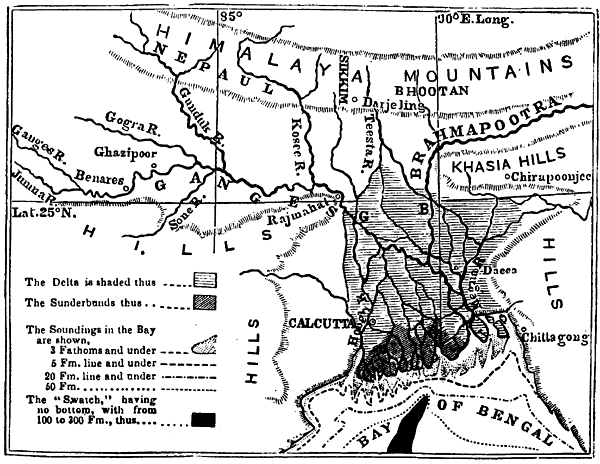 85°
90°E.Long.
HIMALAYA MOUNTAINS
NEPAUL
SIKKIM
BHOOTAN
Darjeling
Gunduk R.
Kosee R.
Teesta R.
BRAHMAPOOTRA
Gogra R.
Ganges R.
Ghazipoor
Jumna R.
Benares
GANGES
KHASIA HILLS
Chirapoonjee
Lat.25°N.
Sone R.
Rajmahal
G
B
HILLS
HILLS
The Delta is shaded thus
Dacca
The Sunderbunds thus
Hoogly R.
CALCUTTA
HILLS
Chittagong
The Soundings in the Bay
are shown,
3 Fathoms and under
5 Fm. line and under
20 Fm. line and under
50 Fm.
The "Swatch," having
no bottom, with from
100 to 300 Fm., thus
BAY OF BENGAL